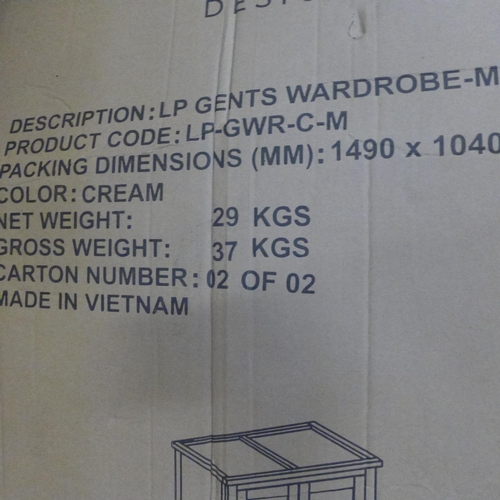 DESCRIPTION: LP GENTS WARDROBE-M
PRODUCT CODE: LP-GWR-C-M
PACKING DIMENSIONS (MM): 1490 x 1040
COLOR: CREAM
NET WEIGHT: 29 KGS
GROSS WEIGHT: 37 KGS
CARTON NUMBER: 02 OF 02
MADE IN VIETNAM